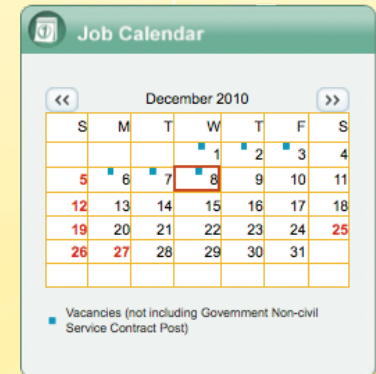 Job Calendar
<< December 2010 >>
S M T W T F S
1 2 3 4
5 6 7 8 9 10 11
12 13 14 15 16 17 18
19 20 21 22 23 24 25
26 27 28 29 30 31
Vacancies (not including Government Non-civil
Service Contract Post)